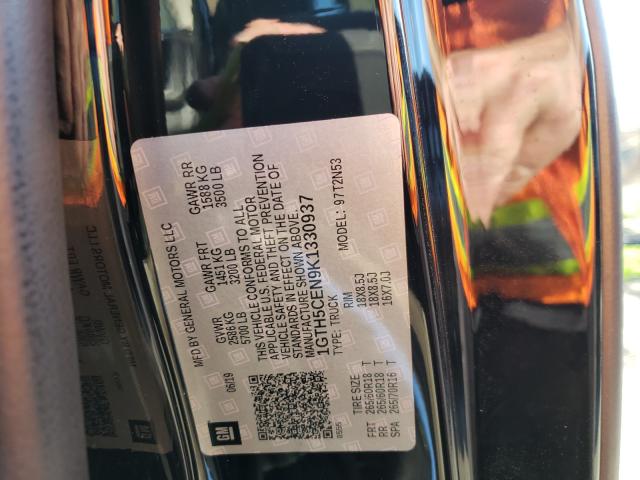 MFD BY GENERAL MOTORS LLC
06/19
GVWR GAWR FRT GAWR RR
2586 KG 1461 KG 1588 KG
5700 LB 3200 LB 3500 LB
THIS VEHICLE CONFORMS TO ALL
APPLICABLE U.S. FEDERAL MOTOR
VEHICLE SAFETY AND THEFT PREVENTION
STANDARDS IN EFFECT ON THE DATE OF
MANUFACTURE SHOWN ABOVE.
1GTH5CEN9K1330937
TYPE: TRUCK MODEL: 97T2N53
GM
TIRE SIZE RIM
FRT 265/60R18 T 18X8.5J
RR 265/60R18 T 18X8.5J
SPA 265/70R16 T 16X7.0J